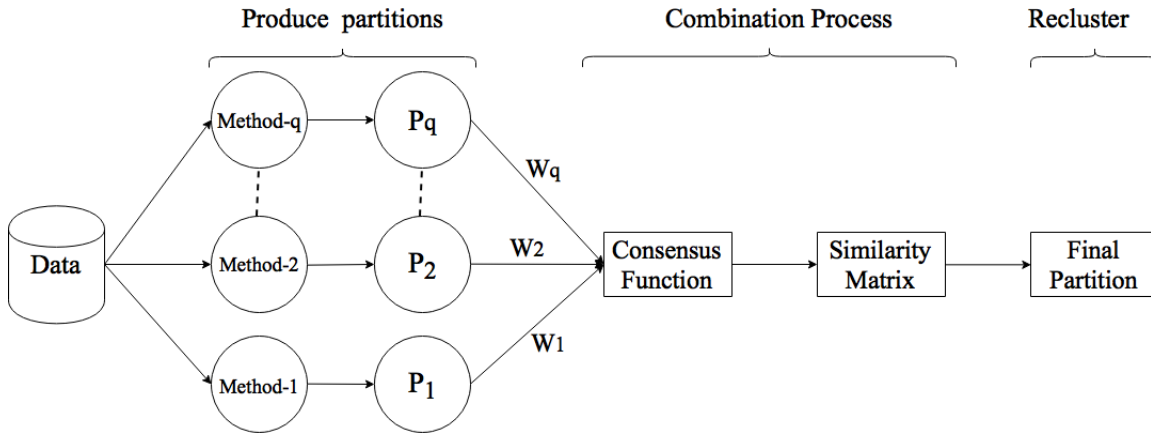 Produce partitions
Combination Process
Recluster
Method-q
Pq
Wq
Data
Method-2
P2
W2
Consensus
Function
Similarity
Matrix
Final
Partition
Method-1
P1
W1